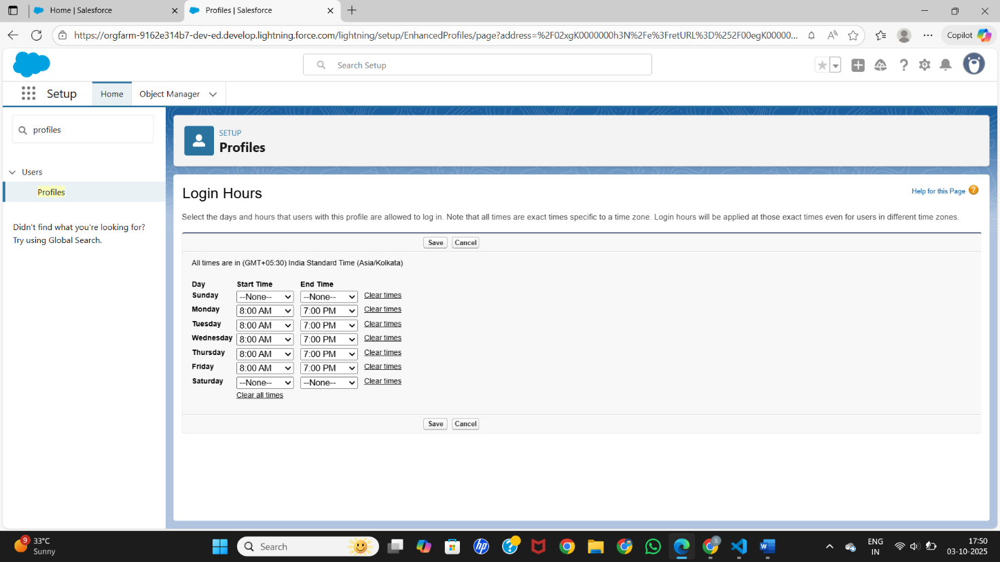 Home | Salesforce
Profiles | Salesforce
https://orgfarm-9162e314b7-dev-ed.develop.lightning.force.com/lightning/setup/EnhancedProfiles/page?address=%2F02xgK0000000h3N%2Fe%3FretURL%3D%252F00egK00000...
Copilot
Search Setup
Setup
Home
Object Manager
profiles
Users
Profiles
Didn't find what you're looking for?
Try using Global Search.
SETUP
Profiles
Login Hours
Help for this Page
Select the days and hours that users with this profile are allowed to log in. Note that all times are exact times specific to a time zone. Login hours will be applied at those exact times even for users in different time zones.
Save Cancel
All times are in (GMT+05:30) India Standard Time (Asia/Kolkata)
Day Start Time End Time
Sunday --None-- --None-- Clear times
Monday 8:00 AM 7:00 PM Clear times
Tuesday 8:00 AM 7:00 PM Clear times
Wednesday 8:00 AM 7:00 PM Clear times
Thursday 8:00 AM 7:00 PM Clear times
Friday 8:00 AM 7:00 PM Clear times
Saturday --None-- --None-- Clear times
Clear all times
Save Cancel
9
33°C
Sunny
Search
hp
S
ENG
IN
17:50
03-10-2025